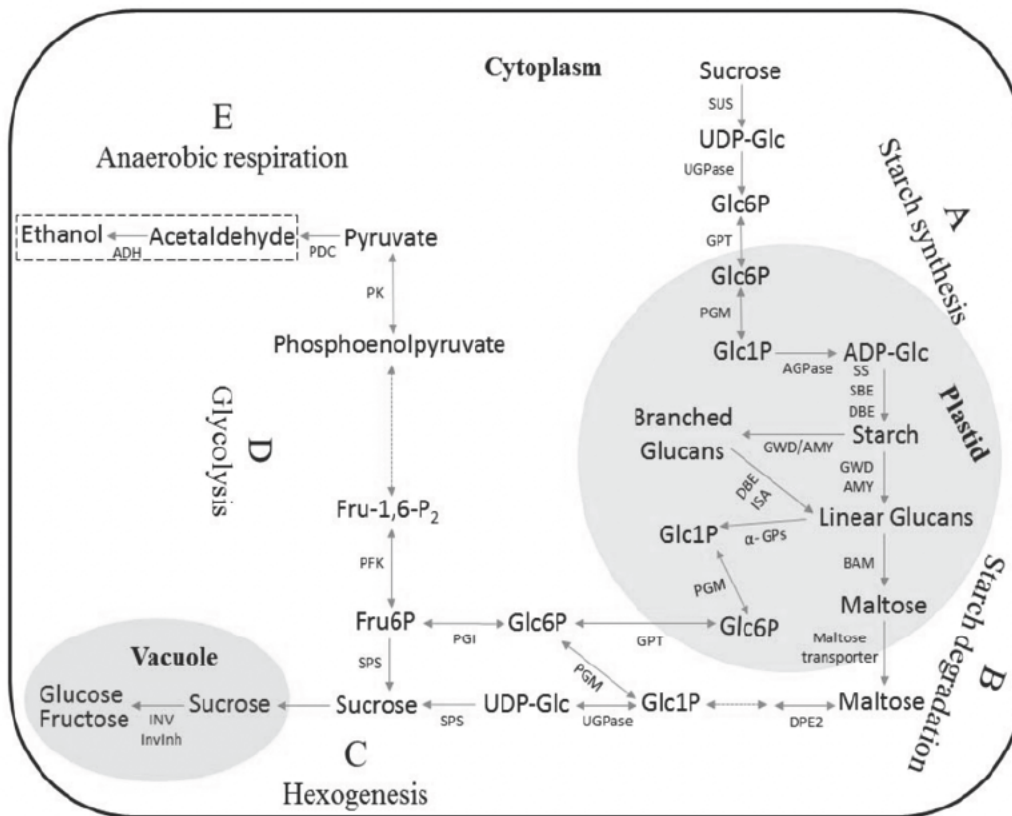 Cytoplasm
Sucrose
SUS
UDP-Glc
UGPase
Glc6P
GPT
Glc6P
PGM
Glc1P
AGPase
ADP-Glc
SS
SBE
DBE
Starch
GWD/AMY
Branched
Glucans
GWD
AMY
DBE
ISA
Linear Glucans
α-GPs
Glc1P
PGM
Glc6P
BAM
Maltose
Maltose
transporter
Maltose
DPE2
Plastid
A
Starch synthesis
B
Starch degradation
E
Anaerobic respiration
Ethanol
ADH
Acetaldehyde
PDC
Pyruvate
PK
Phosphoenolpyruvate
D
Glycolysis
Fru-1,6-P₂
PFK
Fru6P
PGI
Glc6P
GPT
SPS
PGM
Vacuole
Glucose
Fructose
INV
InvInh
Sucrose
Sucrose
SPS
UDP-Glc
UGPase
Glc1P
C
Hexogenesis